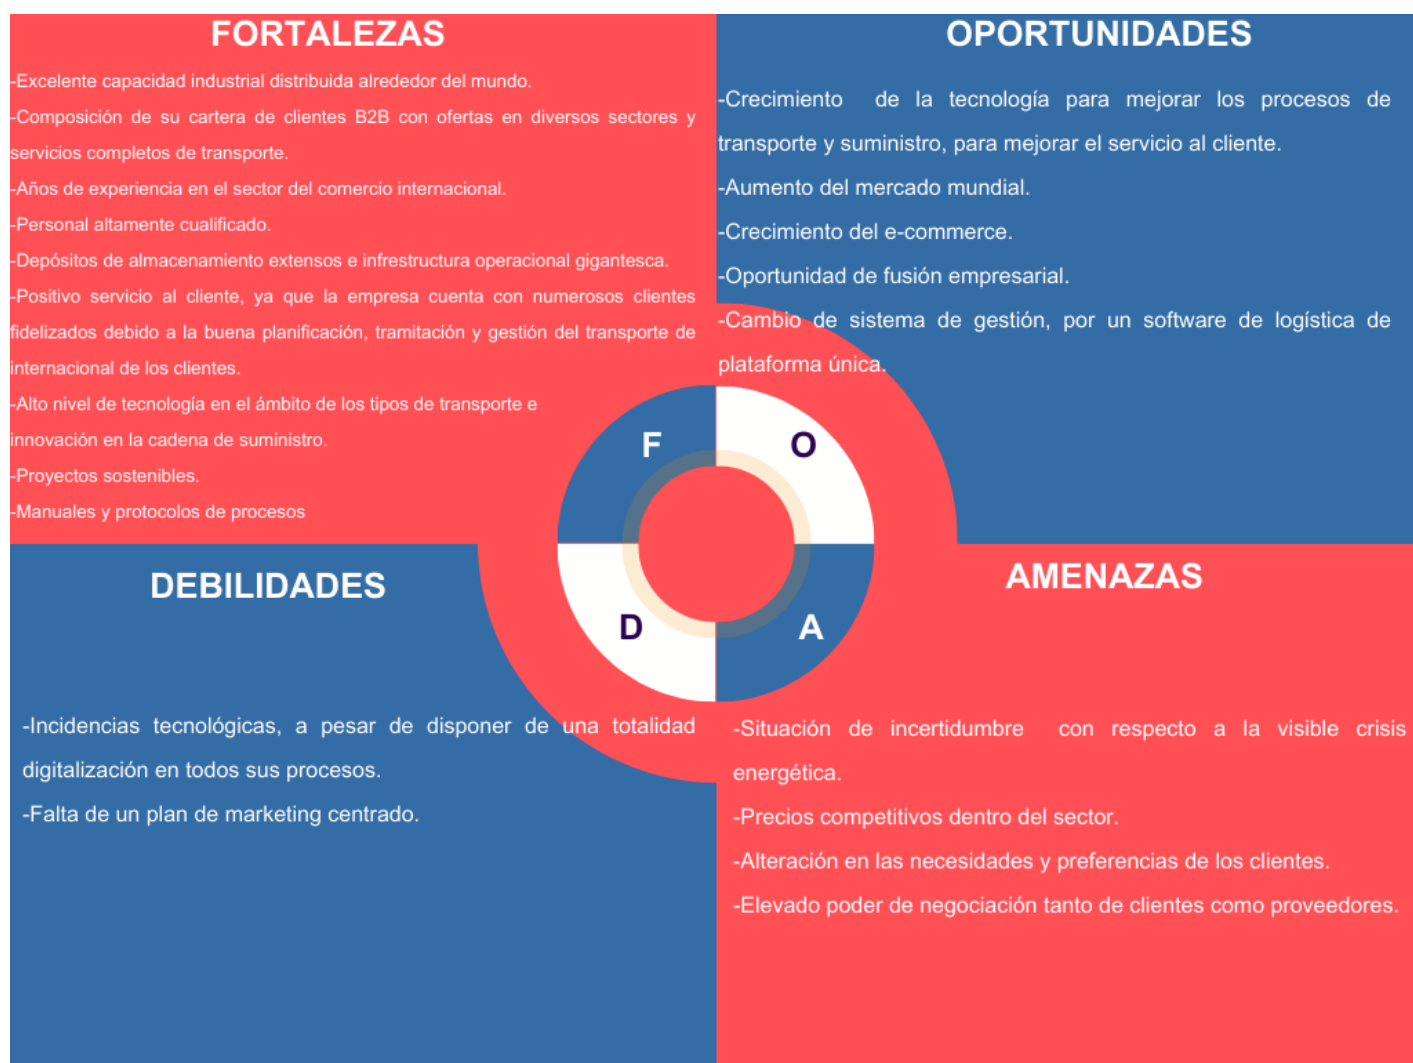 FORTALEZAS
-Excelente capacidad industrial distribuida alrededor del mundo.
-Composición de su cartera de clientes B2B con ofertas en diversos sectores y
servicios completos de transporte.
-Años de experiencia en el sector del comercio internacional.
-Personal altamente cualificado.
-Depósitos de almacenamiento extensos e infrestructura operacional gigantesca.
-Positivo servicio al cliente, ya que la empresa cuenta con numerosos clientes
fidelizados debido a la buena planificación, tramitación y gestión del transporte de
internacional de los clientes.
-Alto nivel de tecnología en el ámbito de los tipos de transporte e
innovación en la cadena de suministro.
-Proyectos sostenibles.
-Manuales y protocolos de procesos
OPORTUNIDADES
-Crecimiento de la tecnología para mejorar los procesos de
transporte y suministro, para mejorar el servicio al cliente.
-Aumento del mercado mundial.
-Crecimiento del e-commerce.
-Oportunidad de fusión empresarial.
-Cambio de sistema de gestión, por un software de logística de
plataforma única.
F
O
D
A
DEBILIDADES
-Incidencias tecnológicas, a pesar de disponer de una totalidad
digitalización en todos sus procesos.
-Falta de un plan de marketing centrado.
AMENAZAS
-Situación de incertidumbre con respecto a la visible crisis
energética.
-Precios competitivos dentro del sector.
-Alteración en las necesidades y preferencias de los clientes.
-Elevado poder de negociación tanto de clientes como proveedores.